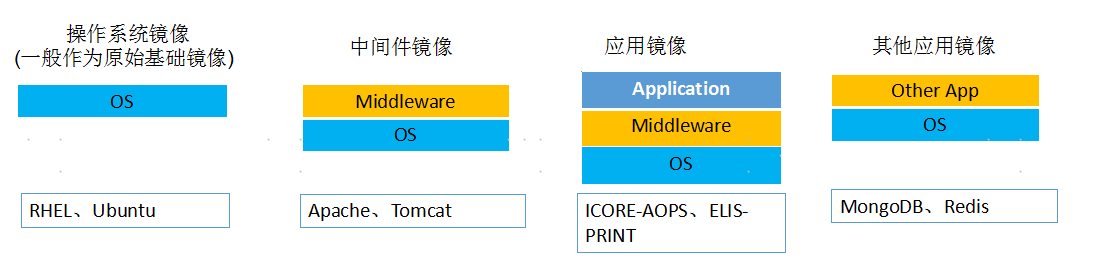 操作系统镜像
(一般作为原始基础镜像)
OS
RHEL、Ubuntu
中间件镜像
Middleware
OS
Apache、Tomcat
应用镜像
Application
Middleware
OS
ICORE-AOPS、ELIS-
PRINT
其他应用镜像
Other App
OS
MongoDB、Redis